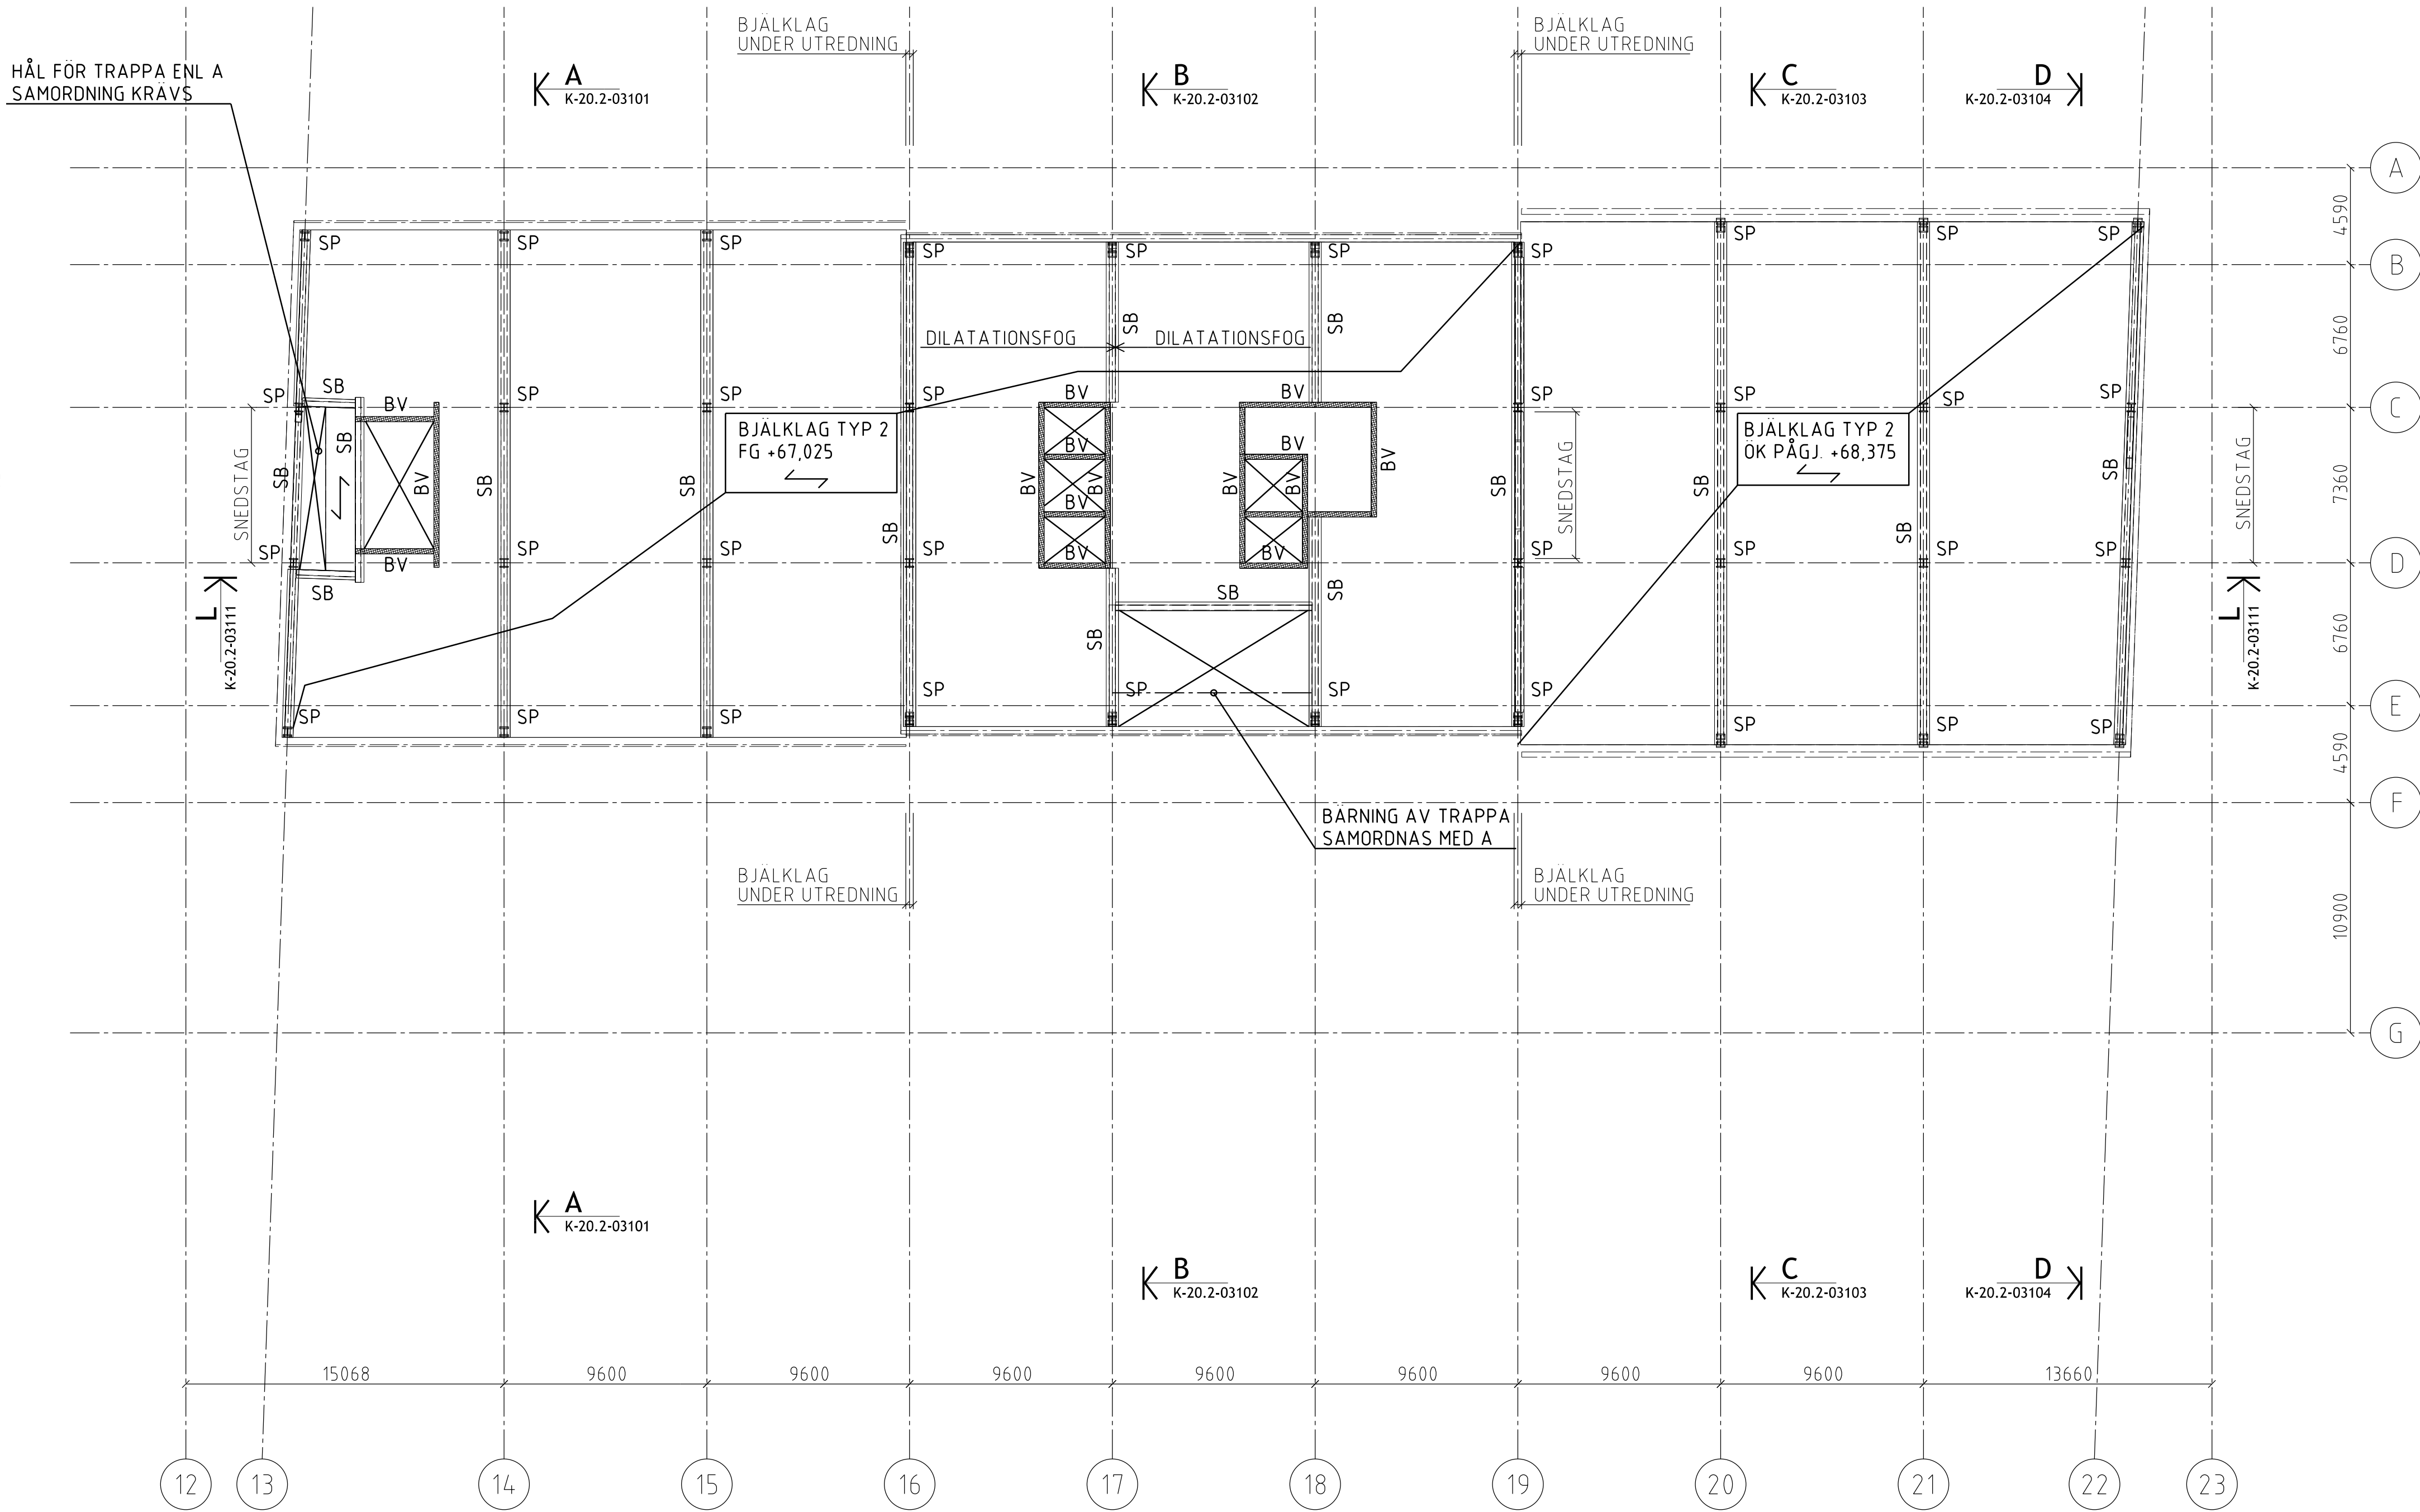 BJÄLKLAG
UNDER UTREDNING
BJÄLKLAG
UNDER UTREDNING
HÅL FÖR TRAPPA ENL A
SAMORDNING KRÄVS
A
K-20.2-03101
B
K-20.2-03102
C
K-20.2-03103
D
K-20.2-03104
A
4590
SP
SP
SP
SP
SP
SP
SP
SP
SP
SP
B
6760
SB
SB
DILATATIONSFOG
DILATATIONSFOG
SP
SB
BV
SP
SP
SP
BV
BV
SP
SP
SP
SP
C
SNEDSTAG
SB
SB
BV
SB
SB
BJÄLKLAG TYP 2
FG +67,025
SB
BV
BV
BV
BV
BV
BV
BV
BV
BV
SB
SNEDSTAG
SB
BJÄLKLAG TYP 2
ÖK PÅGJ. +68,375
SB
SB
SNEDSTAG
7360
SP
BV
SP
SP
SP
BV
BV
SP
SP
SP
SP
D
L
K-20.2-03111
SB
SB
SB
SB
L
K-20.2-03111
6760
SP
SP
SP
SP
SP
SP
SP
SP
SP
SP
E
4590
BÄRNING AV TRAPPA
SAMORDNAS MED A
F
BJÄLKLAG
UNDER UTREDNING
BJÄLKLAG
UNDER UTREDNING
10900
G
A
K-20.2-03101
B
K-20.2-03102
C
K-20.2-03103
D
K-20.2-03104
15068
9600
9600
9600
9600
9600
9600
9600
13660
12
13
14
15
16
17
18
19
20
21
22
23